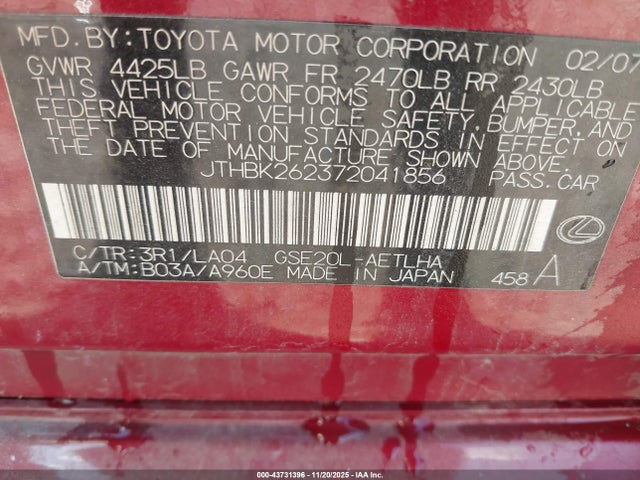 MFD.BY:TOYOTA MOTOR CORPORATION 02/07
GVWR 4425LB GAWR FR 2470LB RR 2430LB
THIS VEHICLE CONFORMS TO ALL APPLICABLE
FEDERAL MOTOR VEHICLE SAFETY,BUMPER,AND
THEFT PREVENTION STANDARDS IN EFFECT ON
THE DATE OF MANUFACTURE SHOWN ABOVE.
JTHBK262372041856 PASS.CAR
C/TR:3R1/LA04 GSE20L-AETLHA
A/TM:B03A/A960E MADE IN JAPAN 458 A
000-43731396 - 11/20/2025 - IAA Inc.